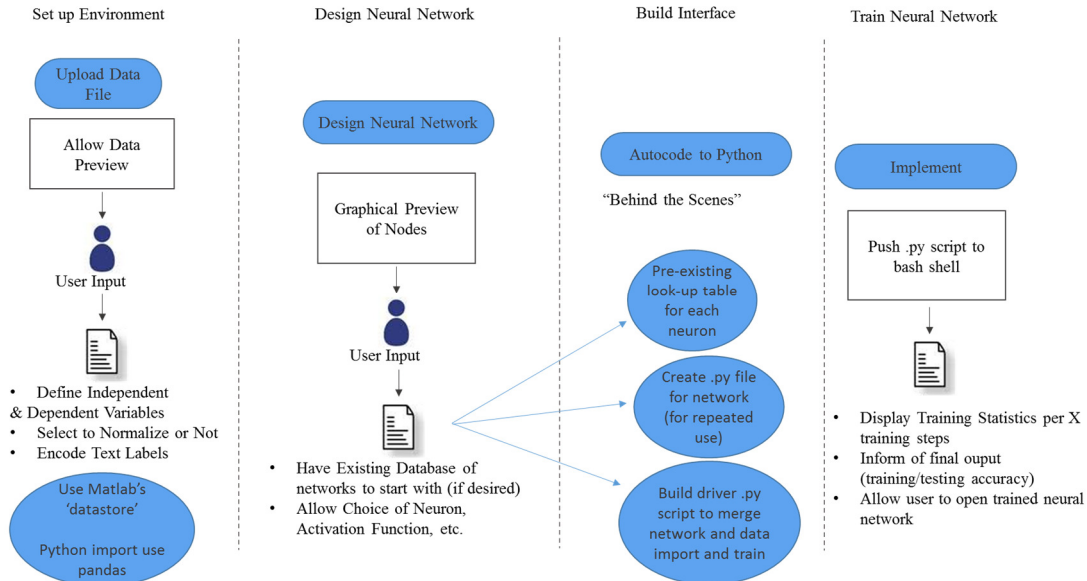 Set up Environment
Design Neural Network
Build Interface
Train Neural Network
Upload Data
File
Allow Data
Preview
User Input
• Define Independent
& Dependent Variables
• Select to Normalize or Not
• Encode Text Labels
Use Matlab's
'datastore'
Python import use
pandas
Design Neural Network
Graphical Preview
of Nodes
User Input
• Have Existing Database of
networks to start with (if desired)
• Allow Choice of Neuron,
Activation Function, etc.
Autocode to Python
“Behind the Scenes”
Pre-existing
look-up table
for each
neuron
Create .py file
for network
(for repeated
use)
Build driver .py
script to merge
network and data
import and train
Implement
Push .py script to
bash shell
• Display Training Statistics per X
training steps
• Inform of final ouput
(training/testing accuracy)
• Allow user to open trained neural
network